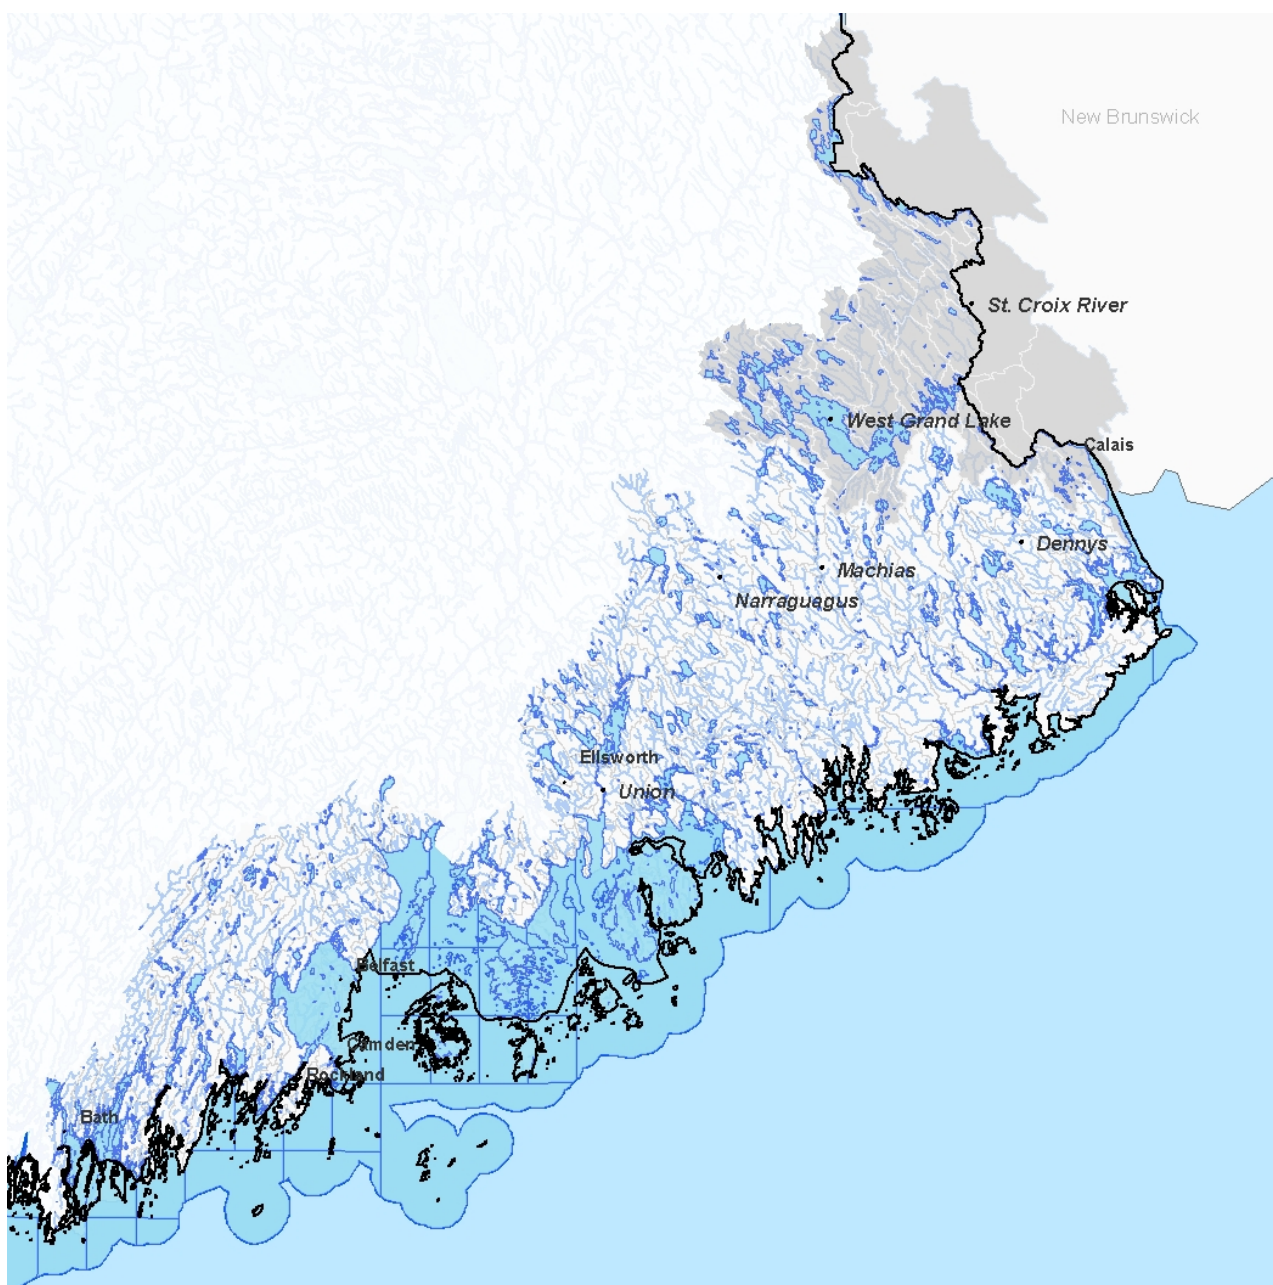 New Brunswick
St. Croix River
West Grand Lake
Calais
Dennys
Machias
Narraguagus
Ellsworth
Union
Belfast
Camden
Rockland
Bath